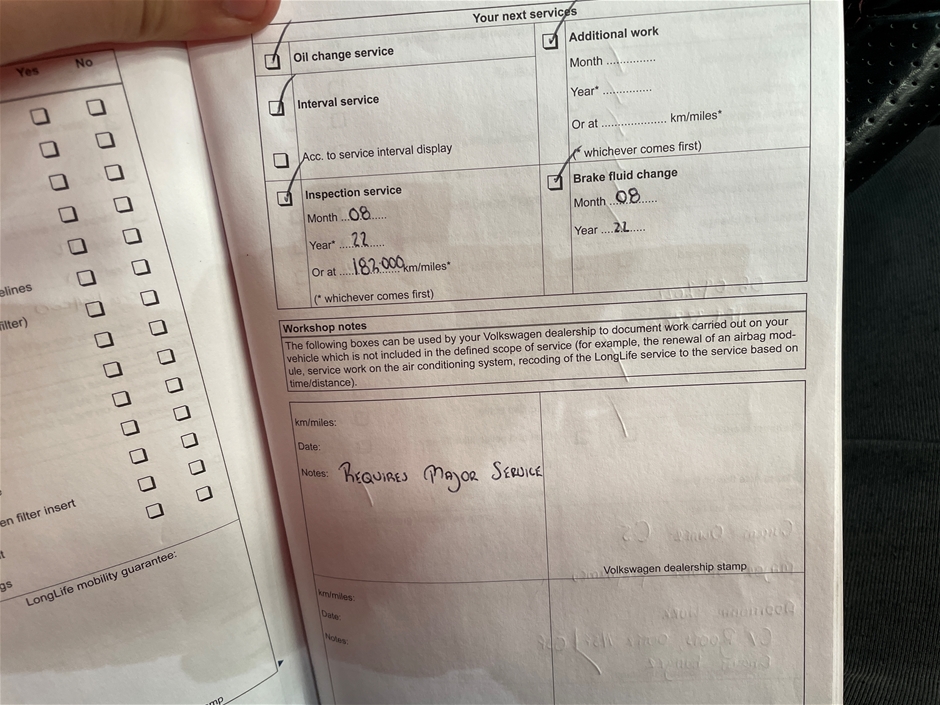 Yes No
elines
filter)
en filter insert
t
gs
LongLife mobility guarantee:
mp
Your next services
Oil change service
Interval service
Acc. to service interval display
Inspection service
Month ...08.....
Year* ....22.....
Or at ....182.000 km/miles*
(* whichever comes first)
Additional work
Month ...............
Year* ...............
Or at .................... km/miles*
(* whichever comes first)
Brake fluid change
Month ...08.....
Year ....22.....
Workshop notes
The following boxes can be used by your Volkswagen dealership to document work carried out on your
vehicle which is not included in the defined scope of service (for example, the renewal of an airbag mod-
ule, service work on the air conditioning system, recoding of the LongLife service to the service based on
time/distance).
km/miles:
Date:
Notes: REQUIRES MAJOR SERVICE
Volkswagen dealership stamp
km/miles:
Date:
Notes: